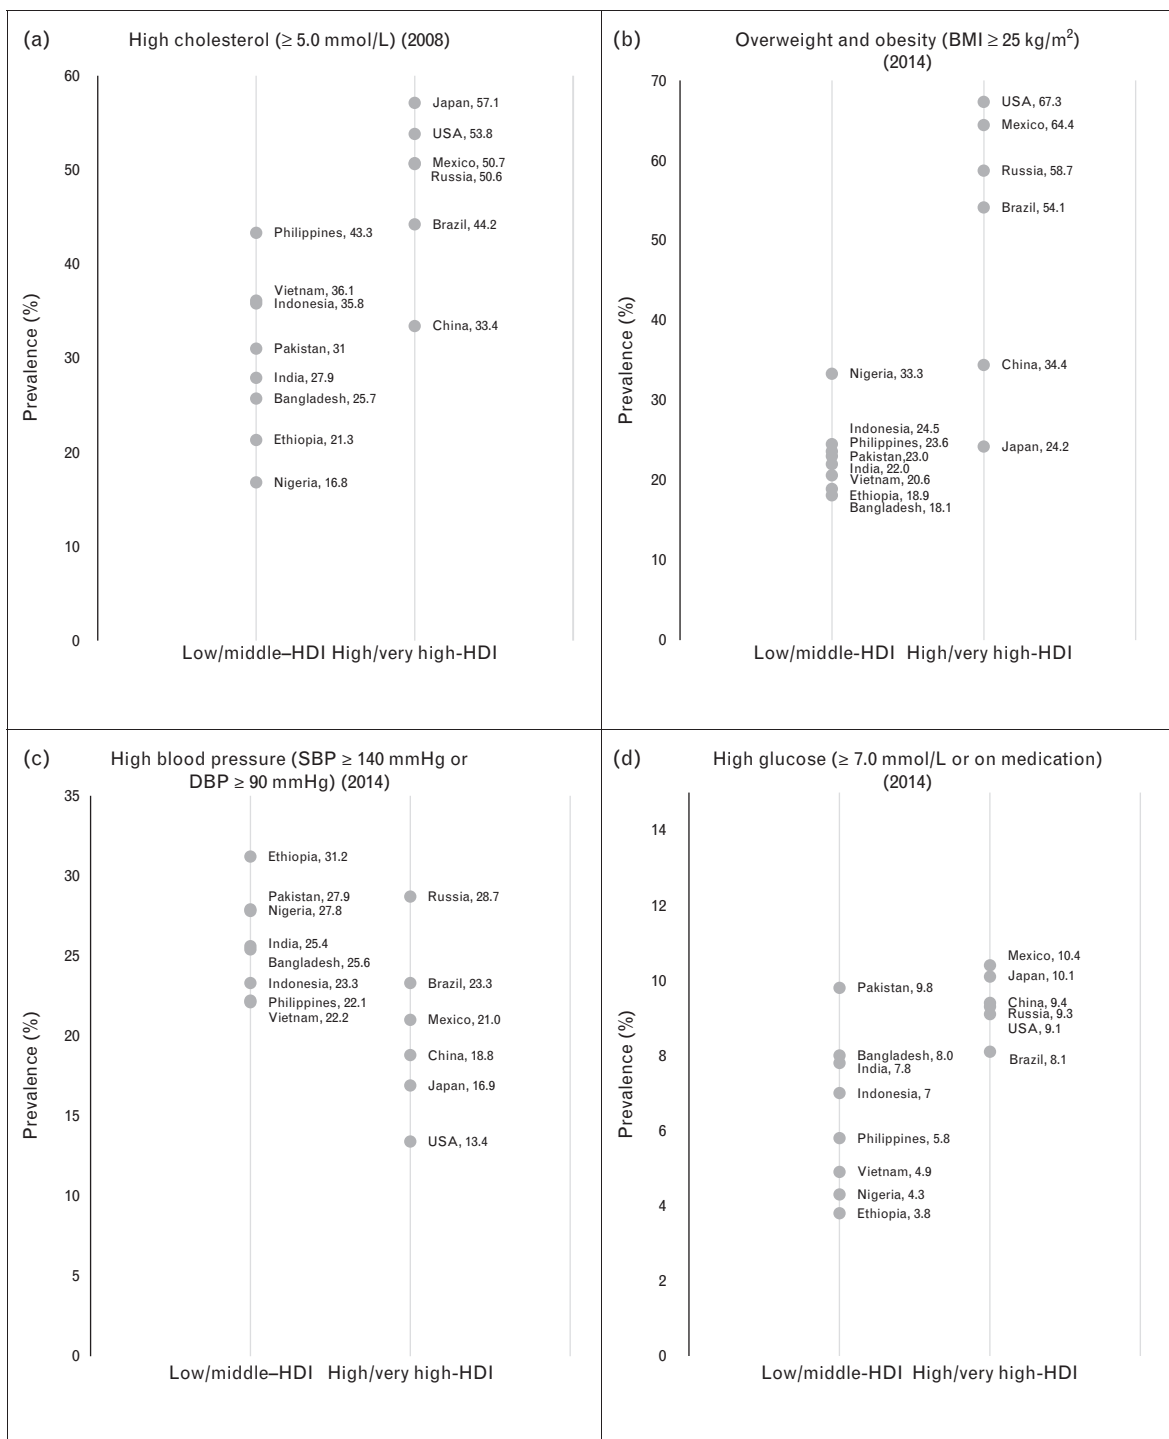 (a)
High cholesterol (≥ 5.0 mmol/L) (2008)
Prevalence (%)
60
50
40
30
20
10
0
Philippines, 43.3
Vietnam, 36.1
Indonesia, 35.8
Pakistan, 31
India, 27.9
Bangladesh, 25.7
Ethiopia, 21.3
Nigeria, 16.8
Japan, 57.1
USA, 53.8
Mexico, 50.7
Russia, 50.6
Brazil, 44.2
China, 33.4
Low/middle–HDI High/very high-HDI
(b)
Overweight and obesity (BMI ≥ 25 kg/m²)
(2014)
Prevalence (%)
70
60
50
40
30
20
10
0
Nigeria, 33.3
Indonesia, 24.5
Philippines, 23.6
Pakistan,23.0
India, 22.0
Vietnam, 20.6
Ethiopia, 18.9
Bangladesh, 18.1
USA, 67.3
Mexico, 64.4
Russia, 58.7
Brazil, 54.1
China, 34.4
Japan, 24.2
Low/middle-HDI High/very high-HDI
(c)
High blood pressure (SBP ≥ 140 mmHg or
DBP ≥ 90 mmHg) (2014)
Prevalence (%)
35
30
25
20
15
10
5
0
Ethiopia, 31.2
Pakistan, 27.9
Nigeria, 27.8
India, 25.4
Bangladesh, 25.6
Indonesia, 23.3
Philippines, 22.1
Vietnam, 22.2
Russia, 28.7
Brazil, 23.3
Mexico, 21.0
China, 18.8
Japan, 16.9
USA, 13.4
Low/middle–HDI High/very high-HDI
(d)
High glucose (≥ 7.0 mmol/L or on medication)
(2014)
Prevalence (%)
14
12
10
8
6
4
2
0
Pakistan, 9.8
Bangladesh, 8.0
India, 7.8
Indonesia, 7
Philippines, 5.8
Vietnam, 4.9
Nigeria, 4.3
Ethiopia, 3.8
Mexico, 10.4
Japan, 10.1
China, 9.4
Russia, 9.3
USA, 9.1
Brazil, 8.1
Low/middle-HDI High/very high-HDI